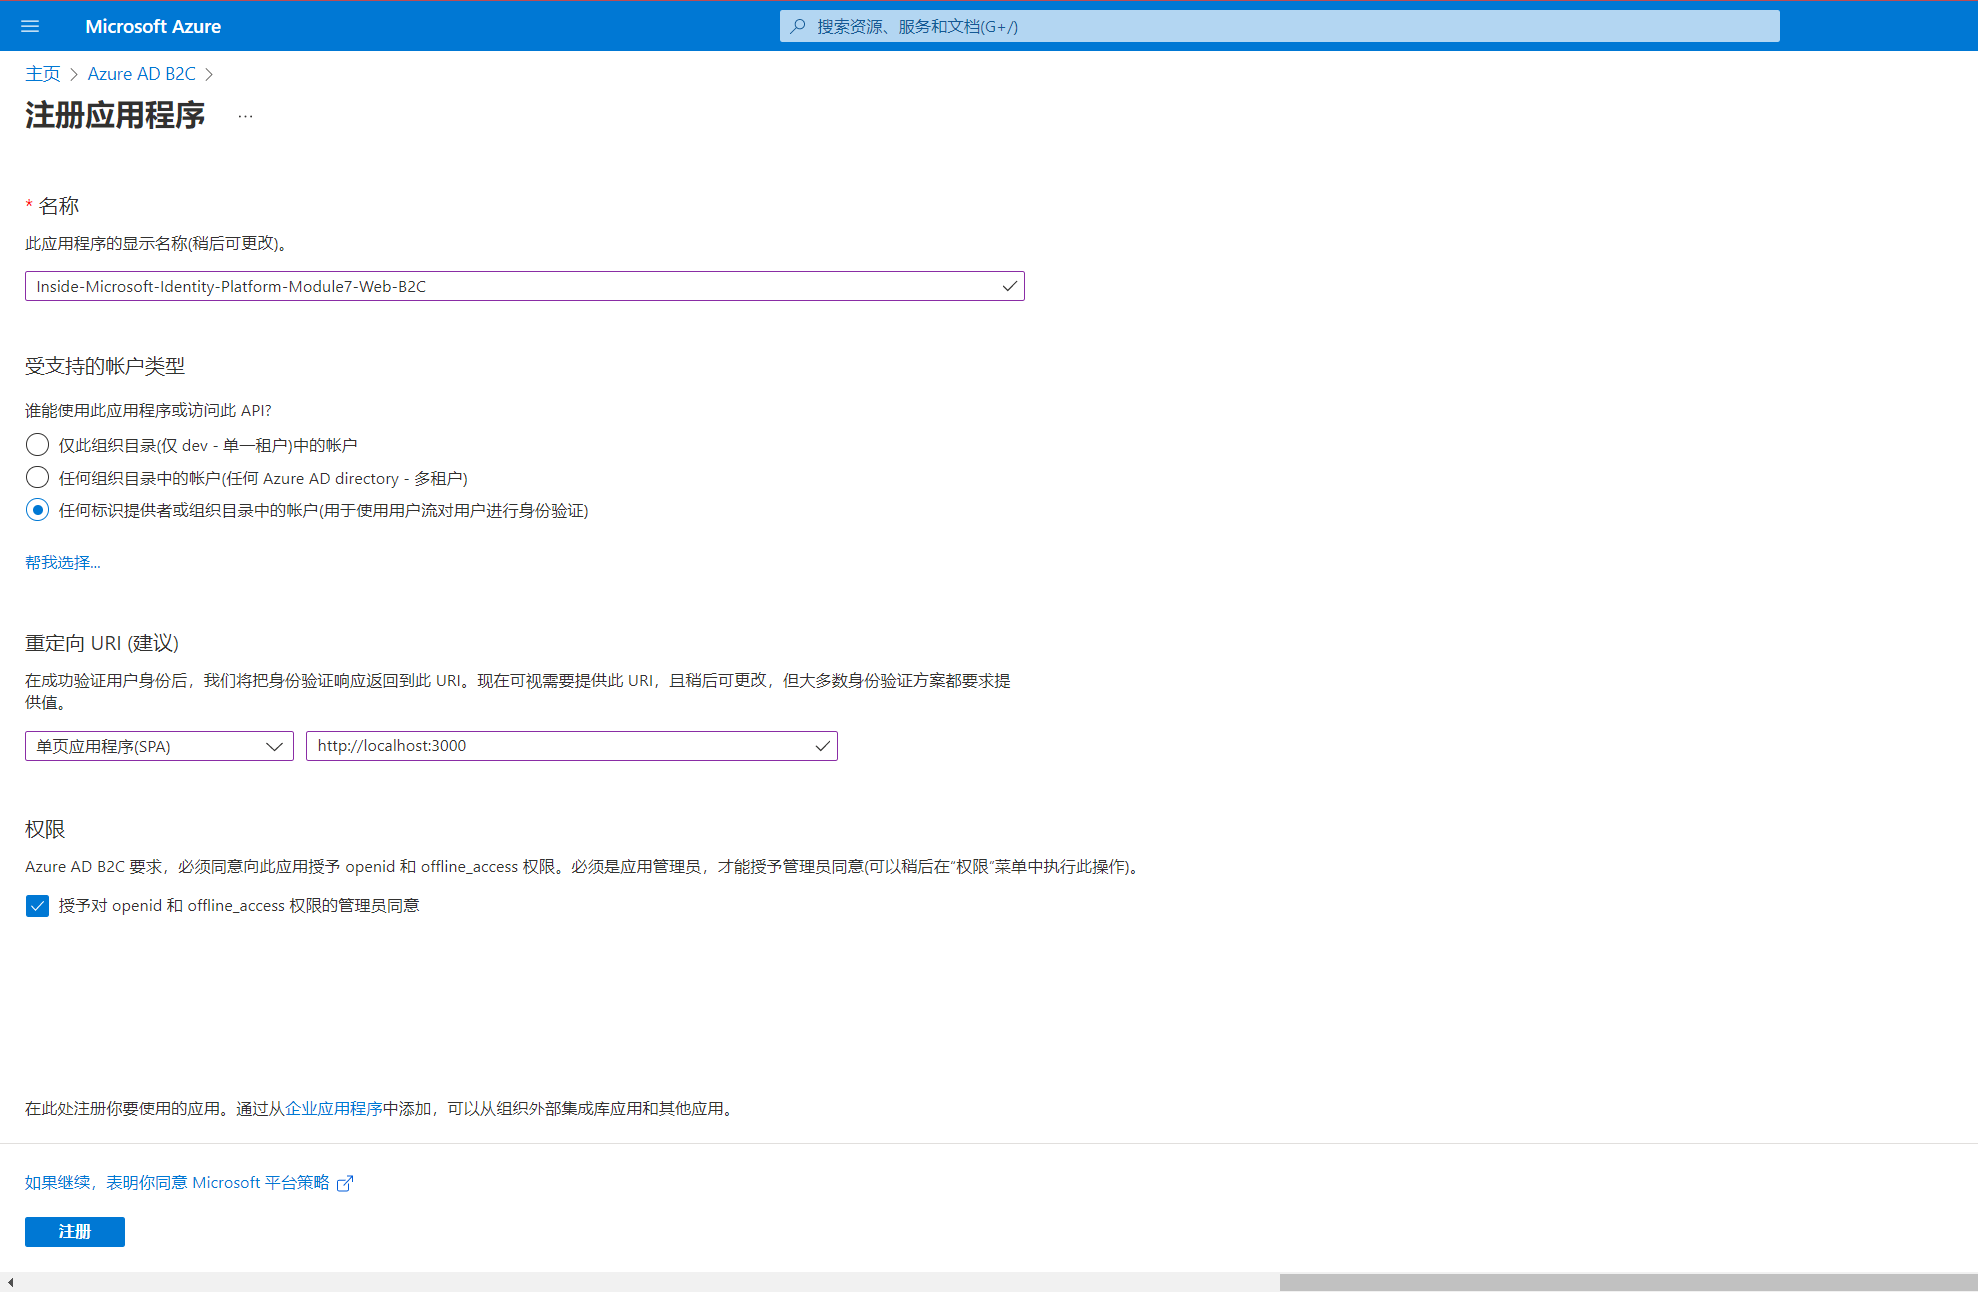 Microsoft Azure
搜索资源、服务和文档(G+/)
主页 > Azure AD B2C >
注册应用程序 ...
* 名称
此应用程序的显示名称(稍后可更改)。
Inside-Microsoft-Identity-Platform-Module7-Web-B2C
受支持的帐户类型
谁能使用此应用程序或访问此 API?
仅此组织目录(仅 dev - 单一租户)中的帐户
任何组织目录中的帐户(任何 Azure AD directory - 多租户)
任何标识提供者或组织目录中的帐户(用于使用用户流对用户进行身份验证)
帮我选择...
重定向 URI (建议)
在成功验证用户身份后，我们将把身份验证响应返回到此 URI。现在可视需要提供此 URI，且稍后可更改，但大多数身份验证方案都要求提
供值。
单页应用程序(SPA)
http://localhost:3000
权限
Azure AD B2C 要求，必须同意向此应用授予 openid 和 offline_access 权限。必须是应用管理员，才能授予管理员同意(可以稍后在“权限”菜单中执行此操作)。
授予对 openid 和 offline_access 权限的管理员同意
在此处注册你要使用的应用。通过从企业应用程序中添加，可以从组织外部集成库应用和其他应用。
如果继续，表明你同意 Microsoft 平台策略
注册